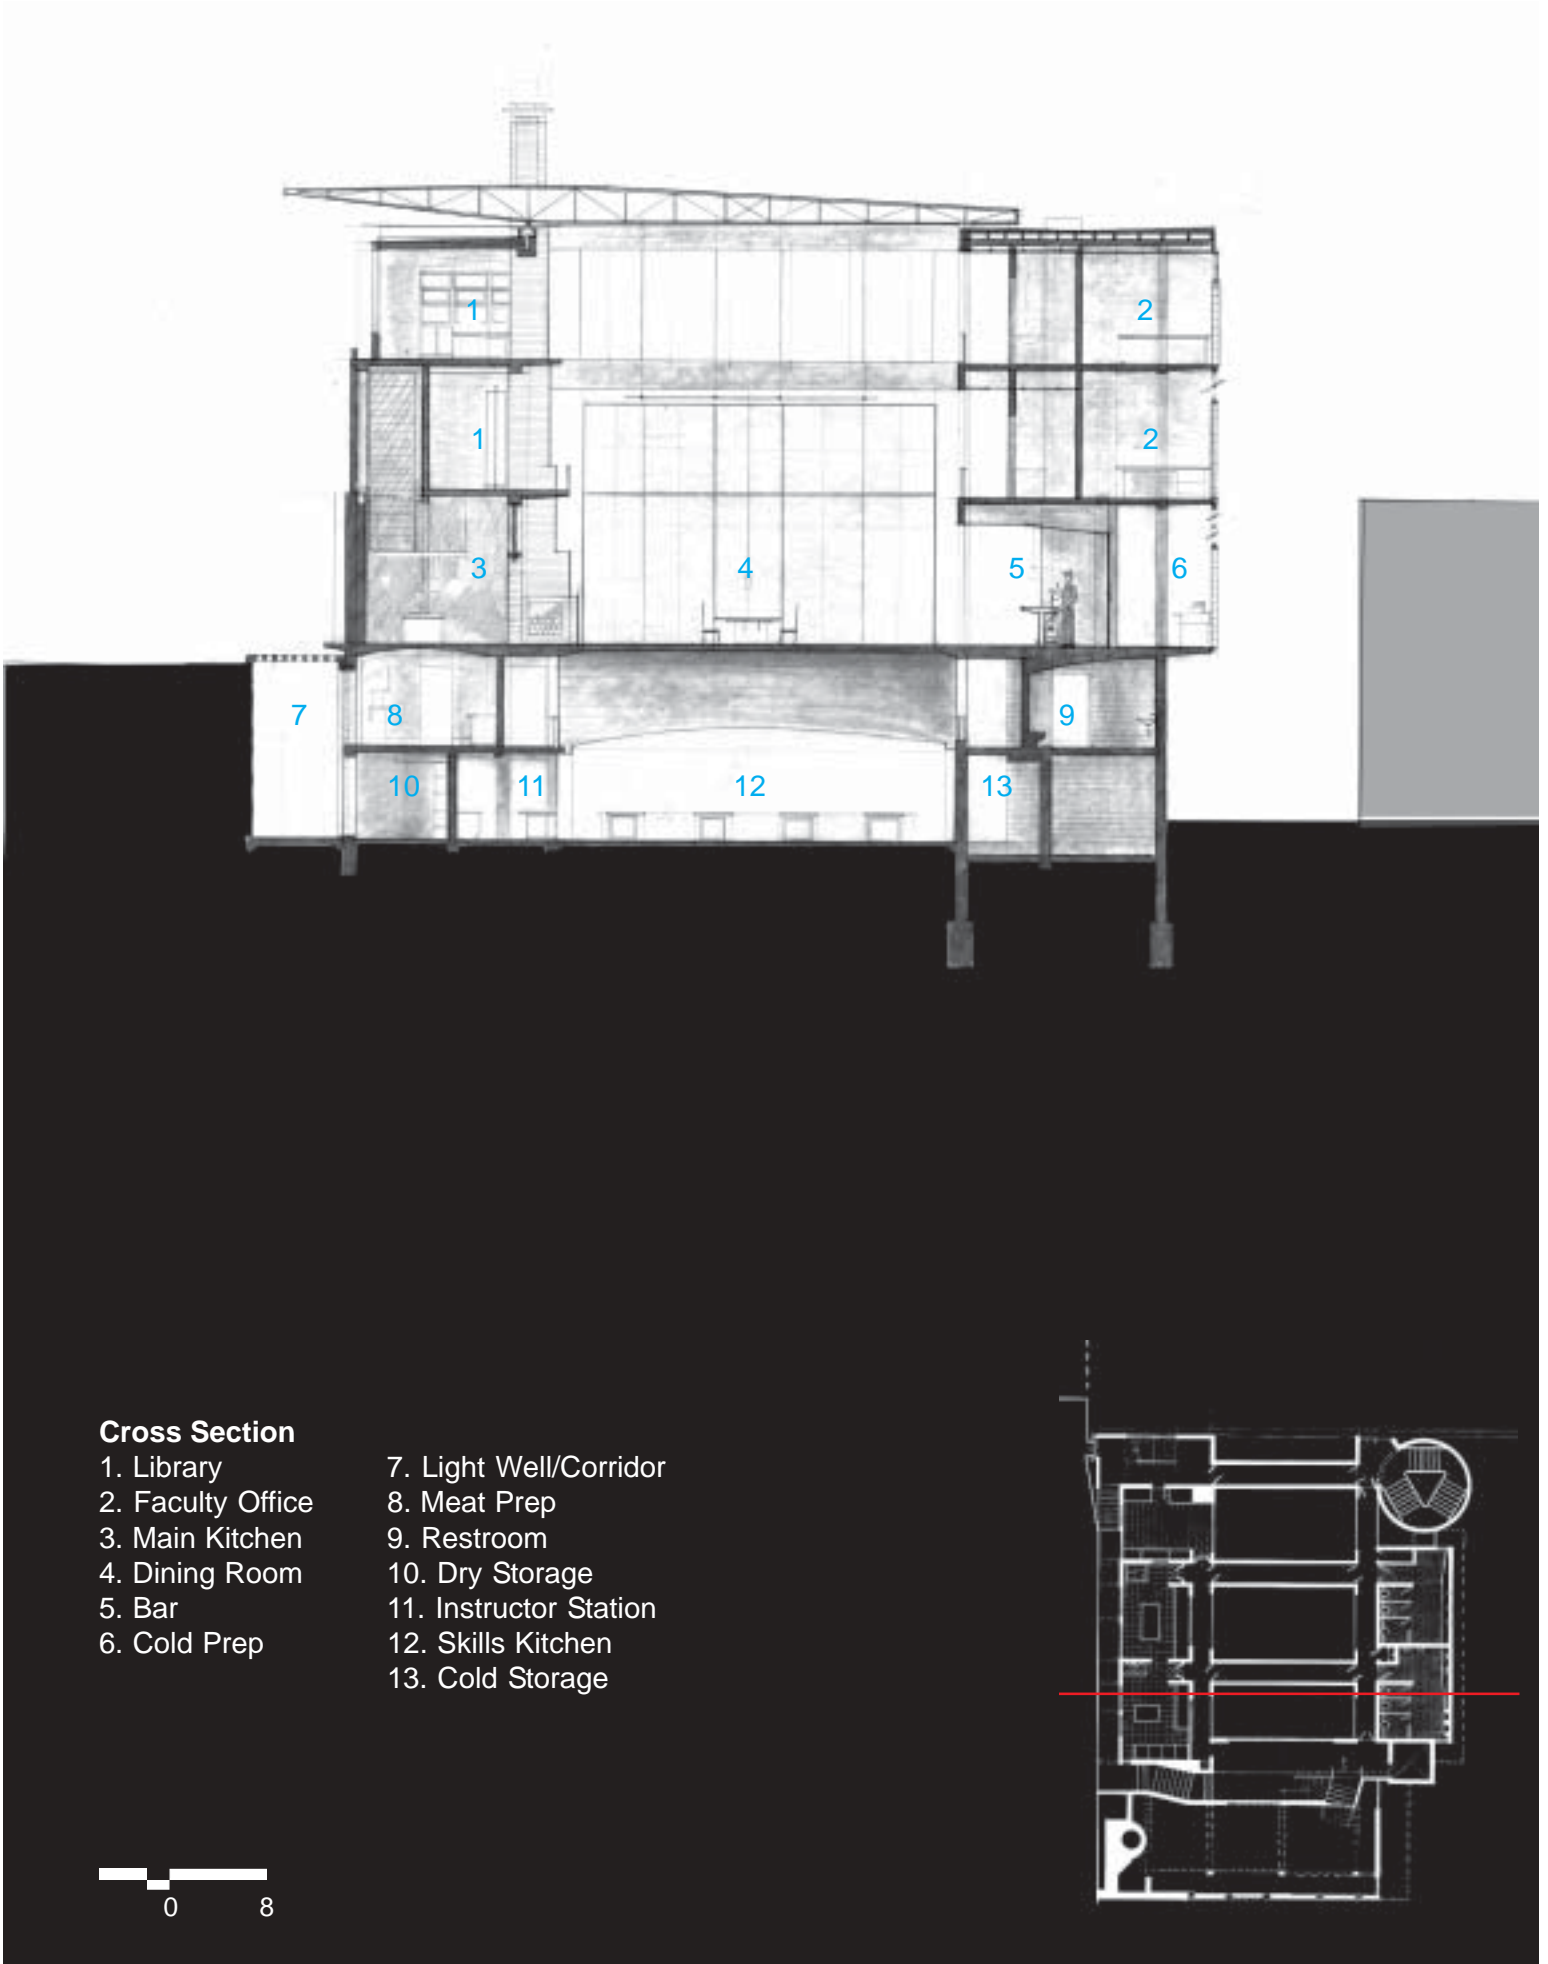 1
2
1
2
3
4
5
6
7
8
9
10
11
12
13
Cross Section
1. Library
2. Faculty Office
3. Main Kitchen
4. Dining Room
5. Bar
6. Cold Prep
7. Light Well/Corridor
8. Meat Prep
9. Restroom
10. Dry Storage
11. Instructor Station
12. Skills Kitchen
13. Cold Storage
0 8